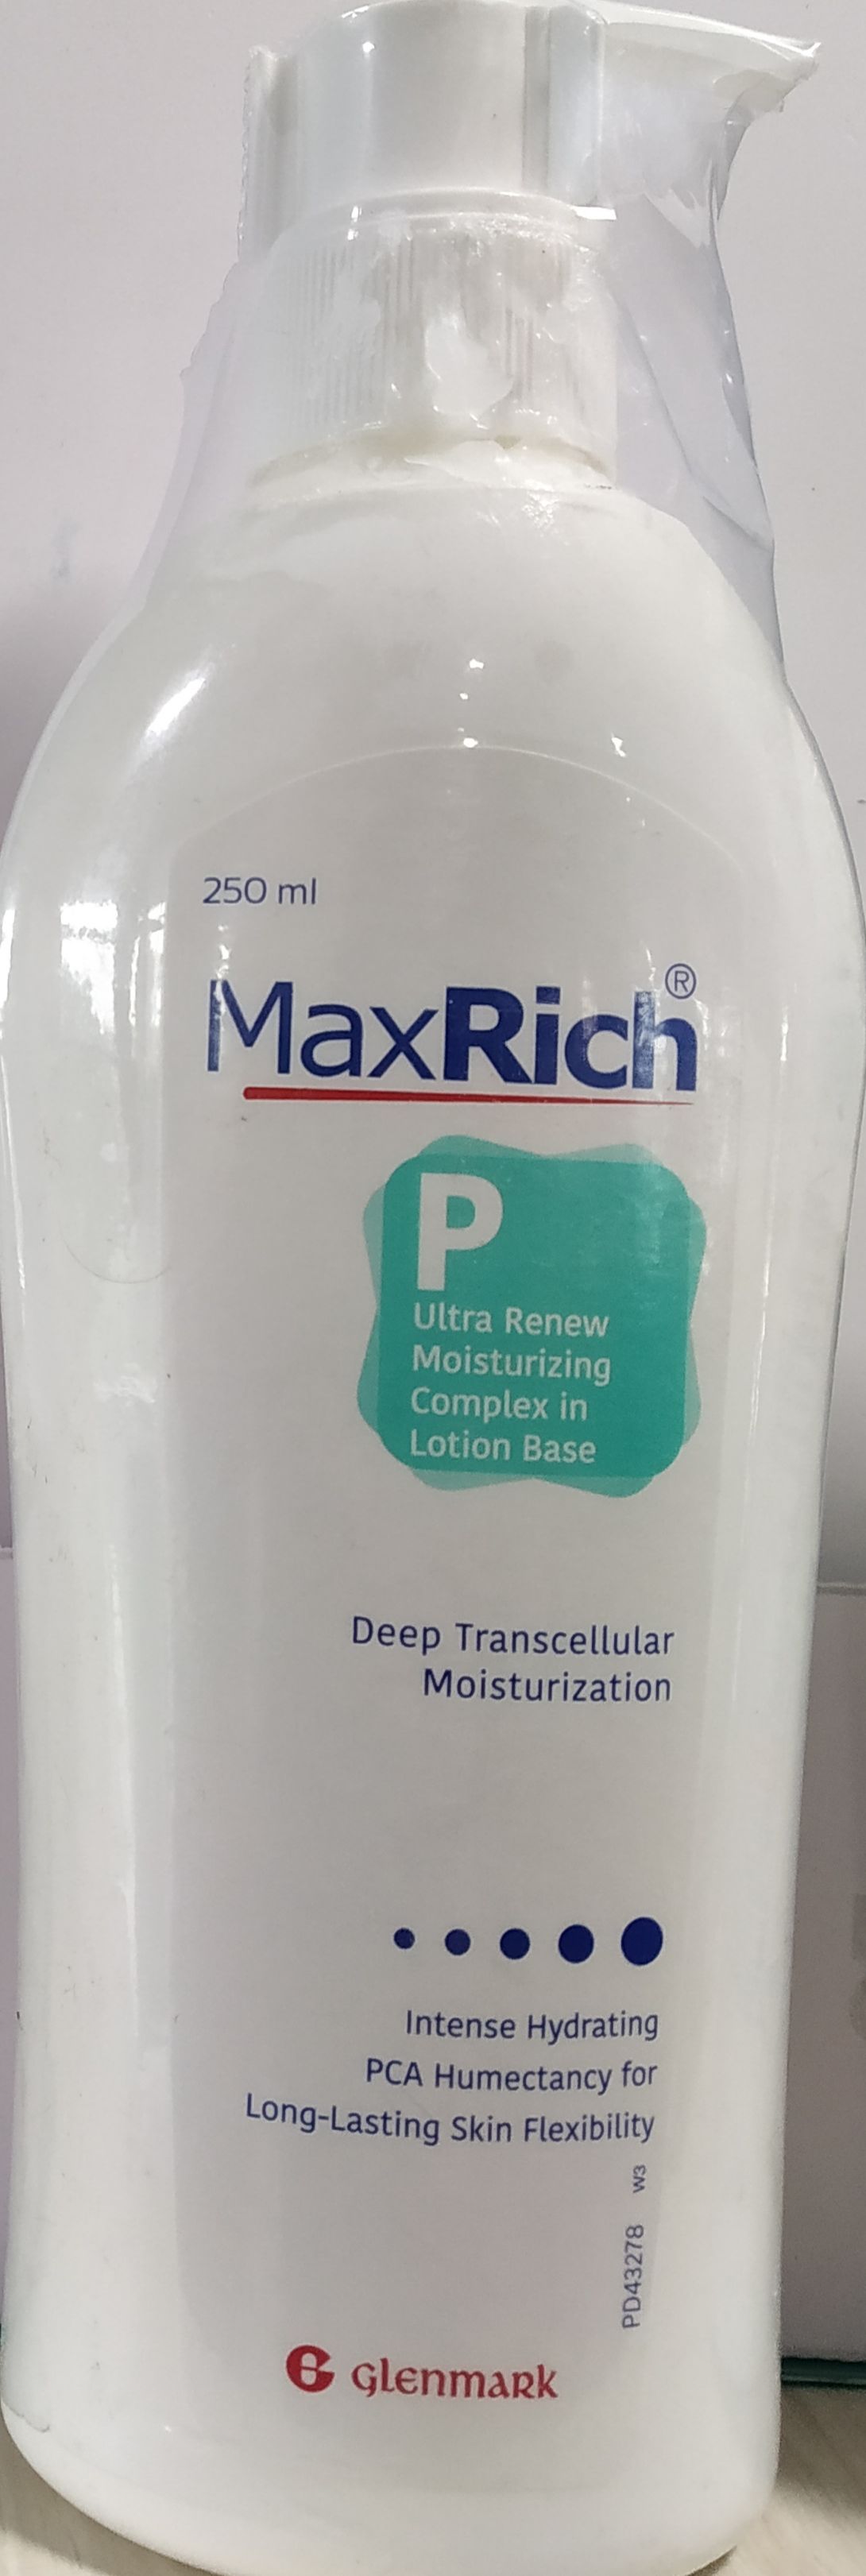 250 ml
MaxRich®
P
Ultra Renew
Moisturizing
Complex in
Lotion Base
Deep Transcellular
Moisturization
Intense Hydrating
PCA Humectancy for
Long-Lasting Skin Flexibility
PD43278 W3
G glenmark